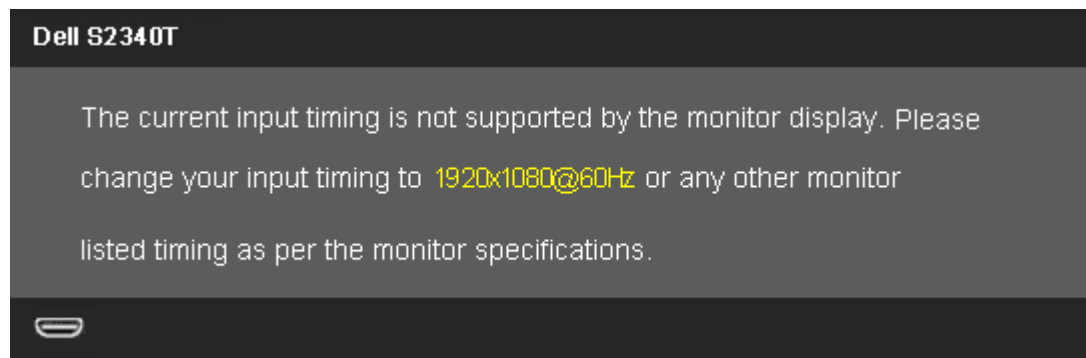 Dell S2340T
The current input timing is not supported by the monitor display. Please
change your input timing to 1920x1080@60Hz or any other monitor
listed timing as per the monitor specifications.